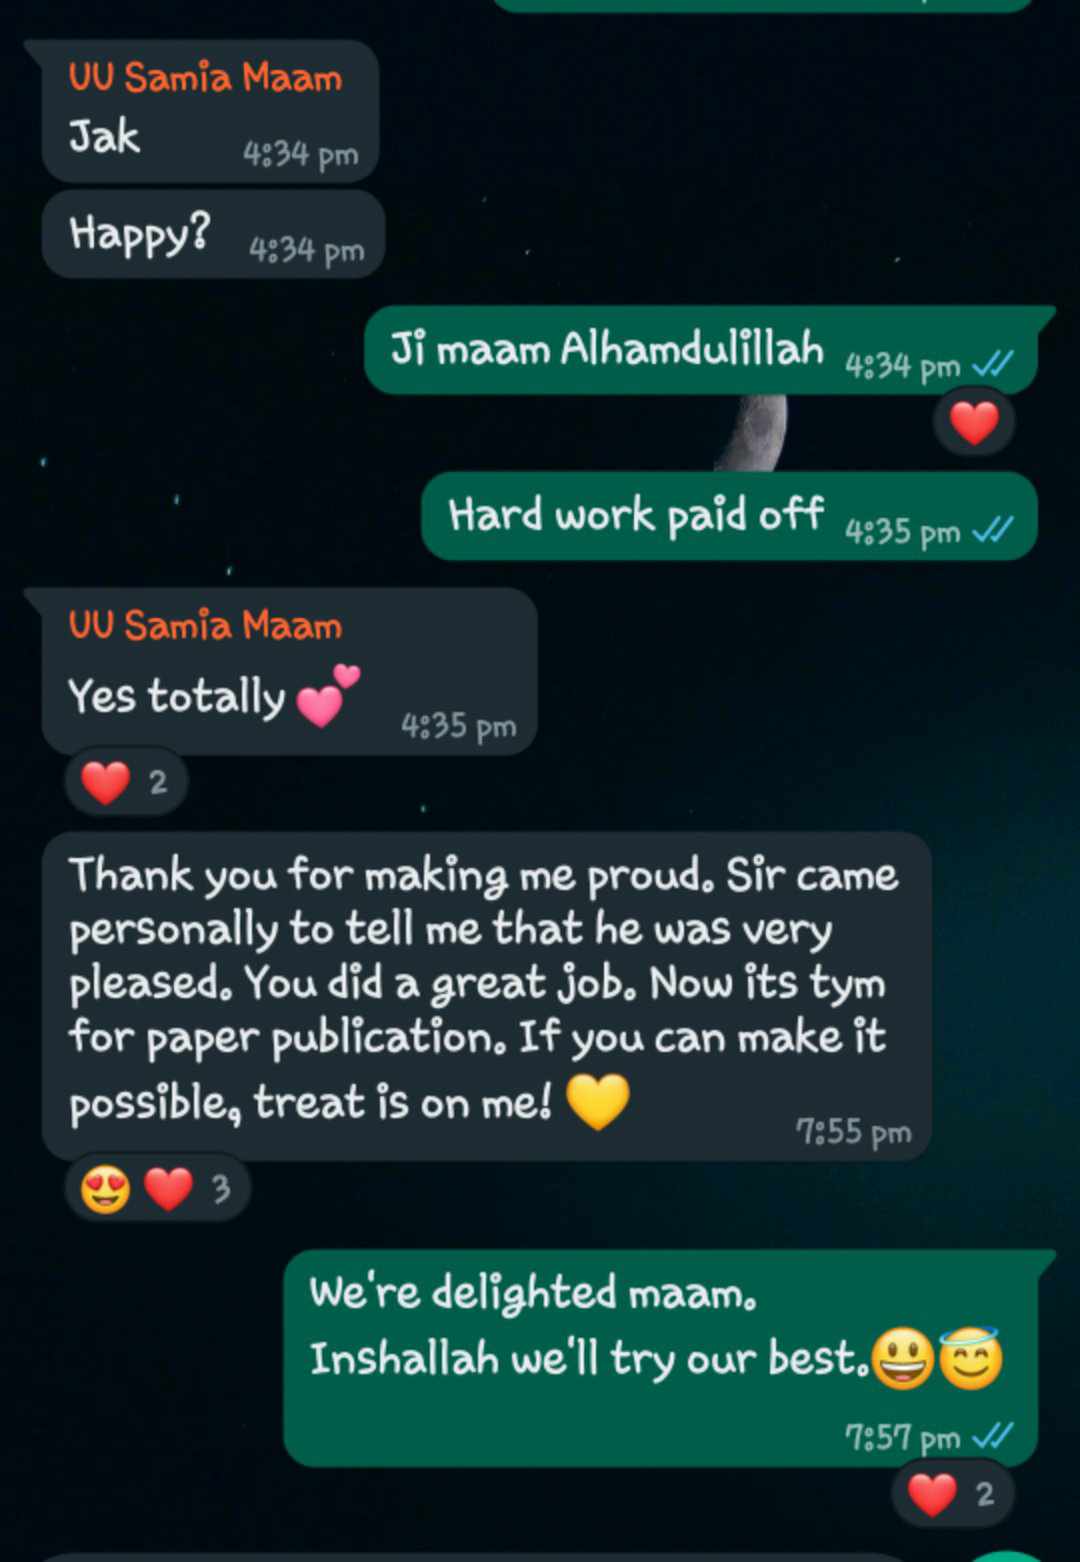 UU Samia Maam
Jak
4:34 pm
Happy?
4:34 pm
Ji maam Alhamdulillah
4:34 pm
Hard work paid off
4:35 pm
UU Samia Maam
Yes totally 💕
4:35 pm
❤️ 2
Thank you for making me proud. Sir came
personally to tell me that he was very
pleased. You did a great job. Now its tym
for paper publication. If you can make it
possible, treat is on me! 💛
7:55 pm
😍 ❤️ 3
We're delighted maam.
Inshallah we'll try our best.😃😇
7:57 pm
❤️ 2